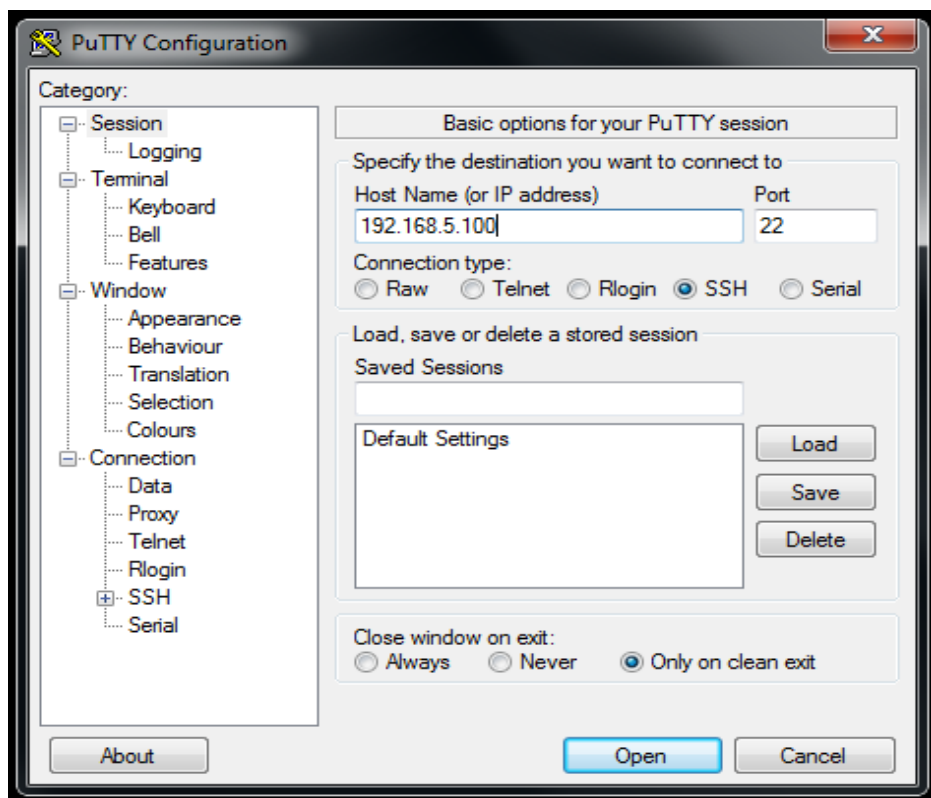 PuTTY Configuration
Category:
Session
Logging
Terminal
Keyboard
Bell
Features
Window
Appearance
Behaviour
Translation
Selection
Colours
Connection
Data
Proxy
Telnet
Rlogin
SSH
Serial
Basic options for your PuTTY session
Specify the destination you want to connect to
Host Name (or IP address) Port
192.168.5.100 22
Connection type:
Raw Telnet Rlogin SSH Serial
Load, save or delete a stored session
Saved Sessions
Default Settings
Load
Save
Delete
Close window on exit:
Always Never Only on clean exit
About Open Cancel